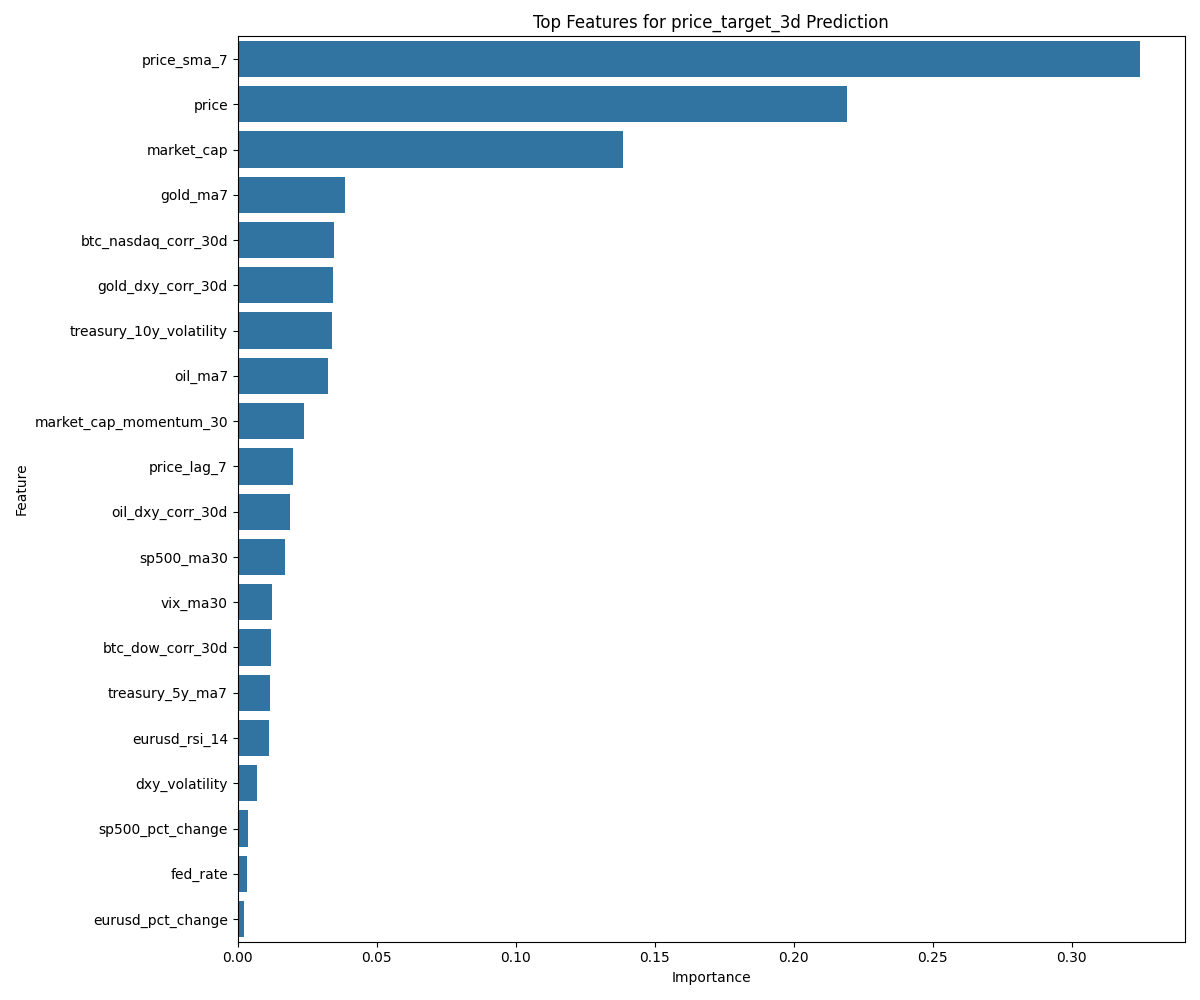 Top Features for price_target_3d Prediction
price_sma_7
price
market_cap
gold_ma7
btc_nasdaq_corr_30d
gold_dxy_corr_30d
treasury_10y_volatility
oil_ma7
market_cap_momentum_30
price_lag_7
oil_dxy_corr_30d
sp500_ma30
vix_ma30
btc_dow_corr_30d
treasury_5y_ma7
eurusd_rsi_14
dxy_volatility
sp500_pct_change
fed_rate
eurusd_pct_change
Feature
0.00 0.05 0.10 0.15 0.20 0.25 0.30
Importance